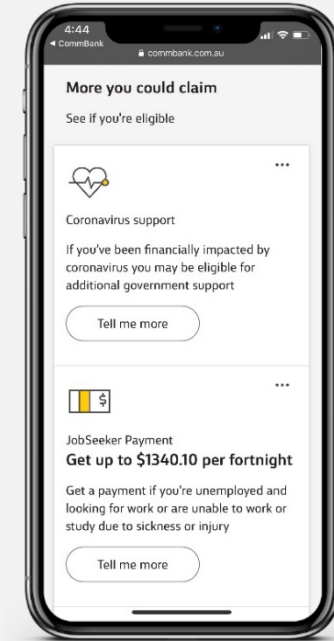 4:44
◀ CommBank
commbank.com.au
More you could claim
See if you're eligible
...
Coronavirus support
If you've been financially impacted by
coronavirus you may be eligible for
additional government support
Tell me more
...
$
JobSeeker Payment
Get up to $1340.10 per fortnight
Get a payment if you're unemployed and
looking for work or are unable to work or
study due to sickness or injury
Tell me more